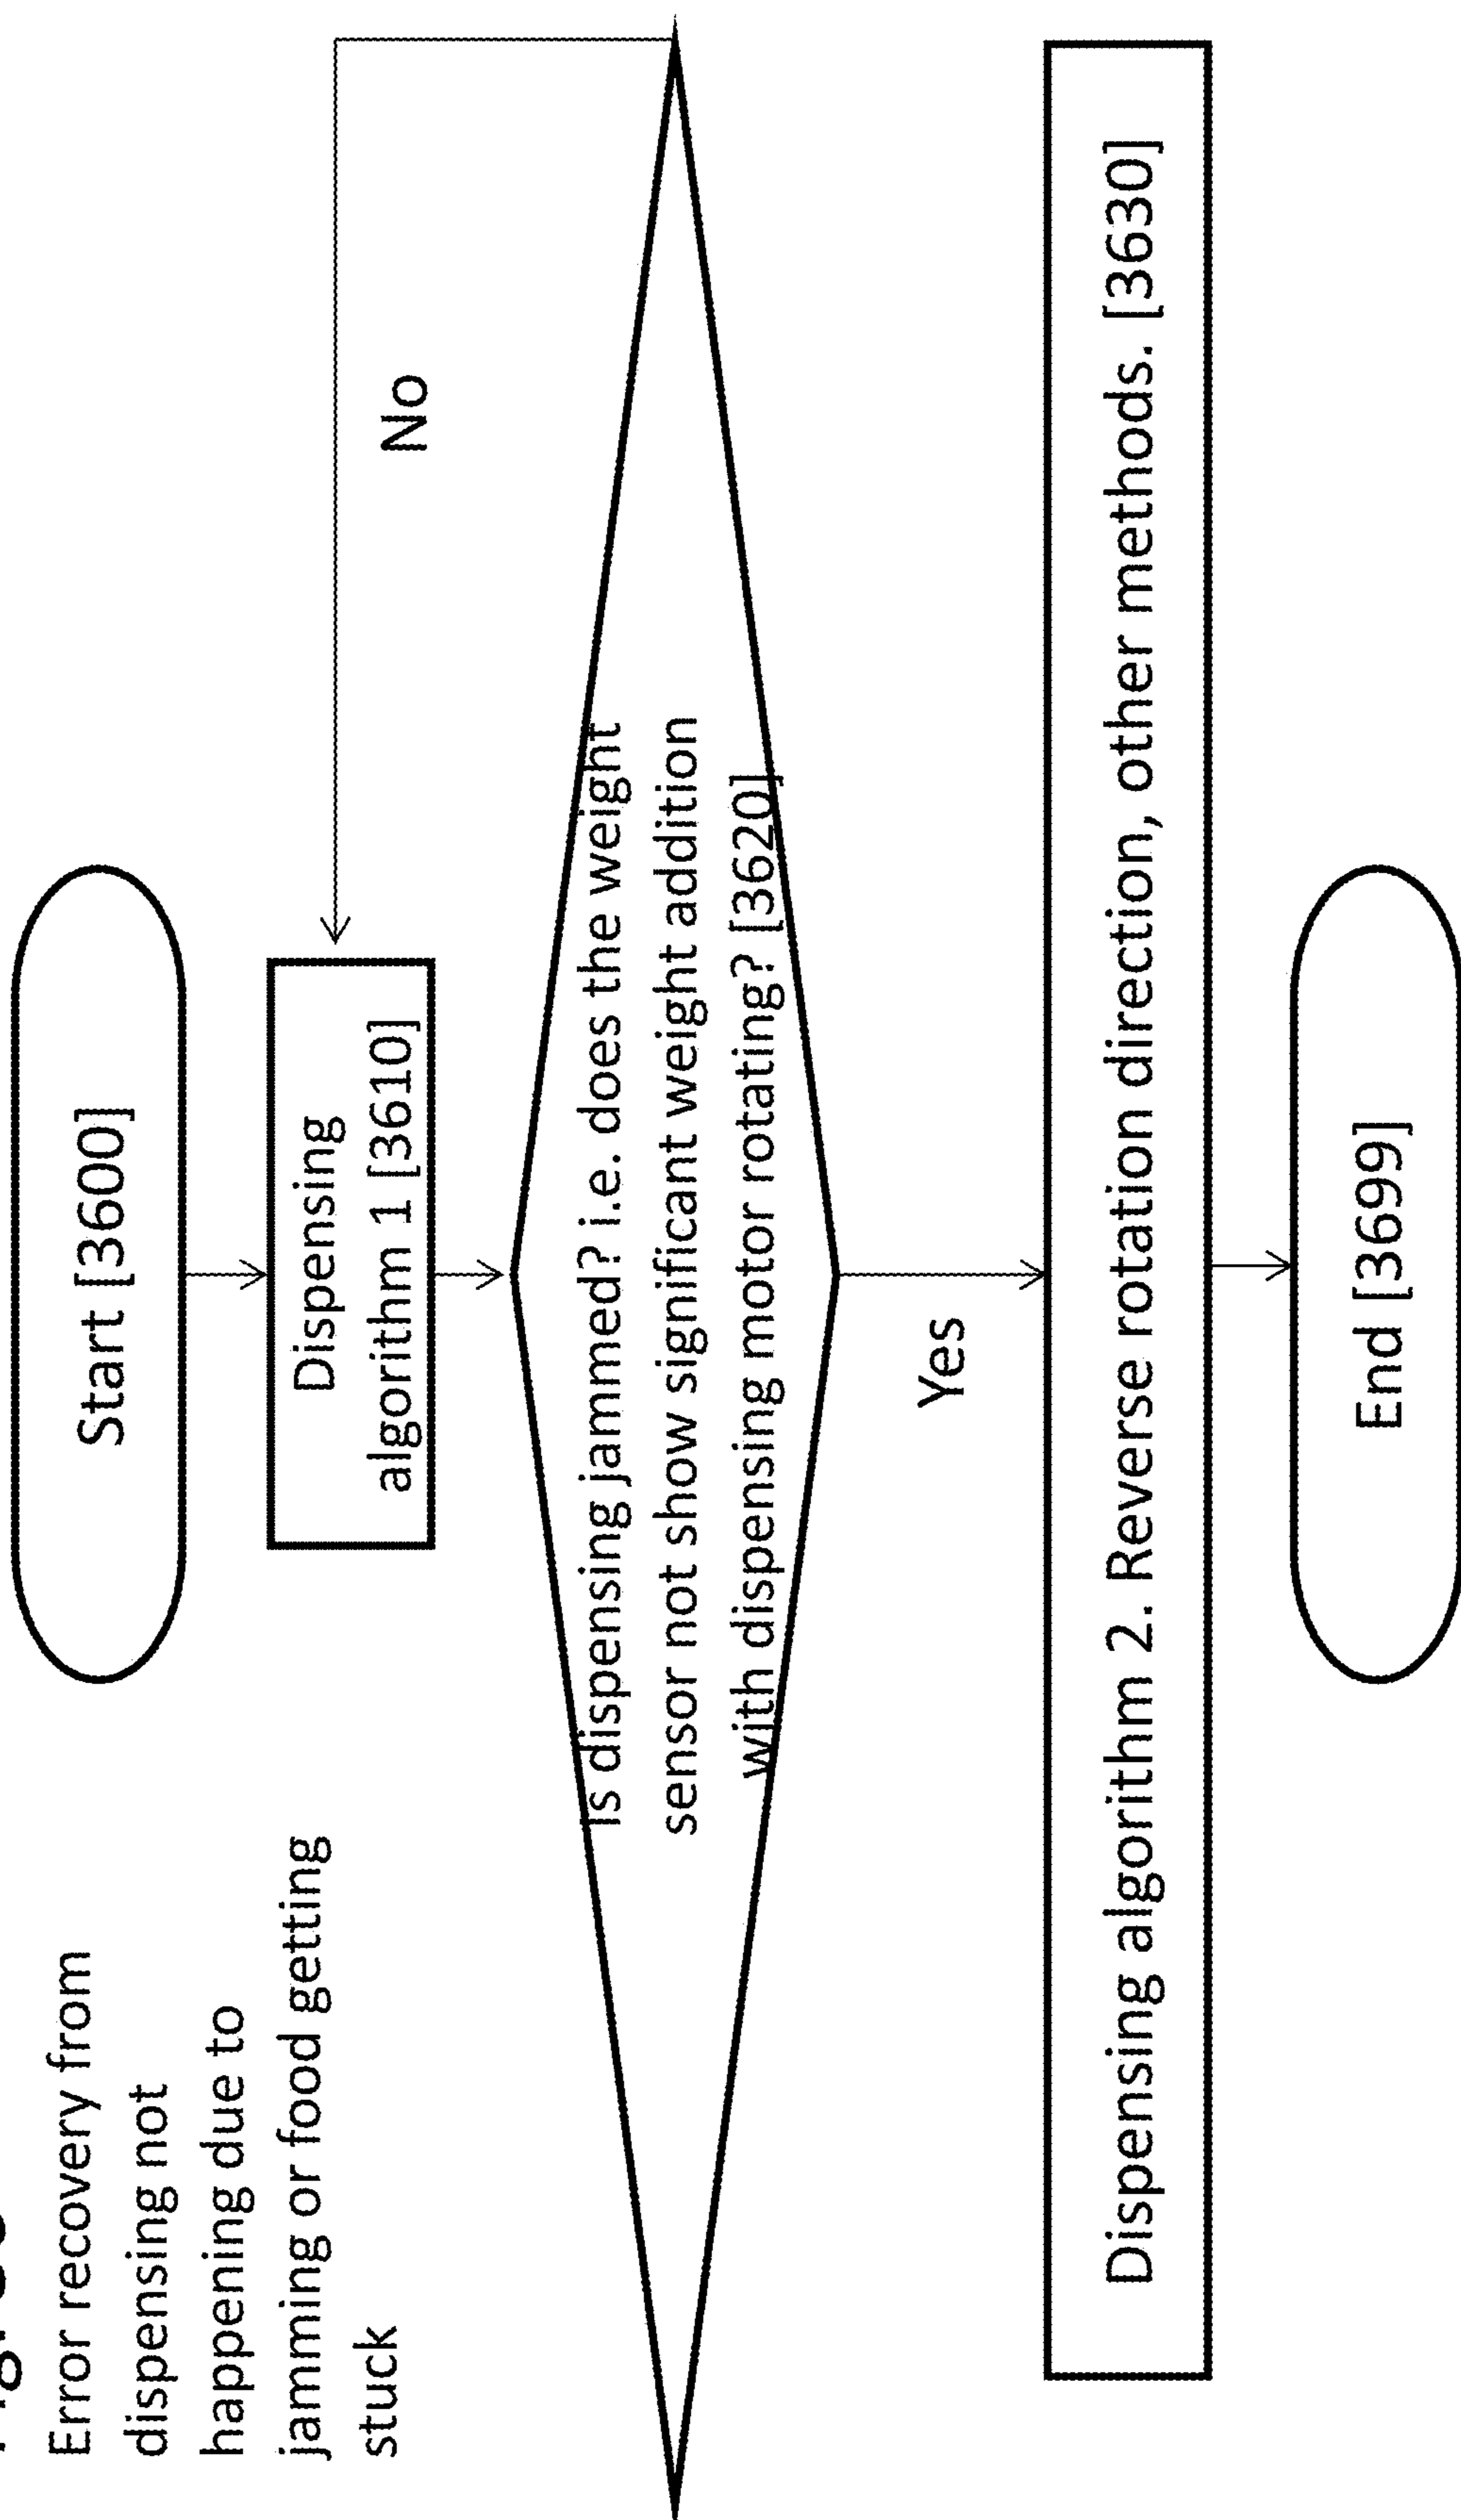 Error recovery from
dispensing not
happening due to
jamming or food getting
stuck
Start [3600]
Dispensing
algorithm 1 [3610]
No
Is dispensing jammed? i.e. does the weight
sensor not show significant weight addition
with dispensing motor rotating? [3620]
Yes
Dispensing algorithm 2. Reverse rotation direction, other methods. [3630]
End [3699]